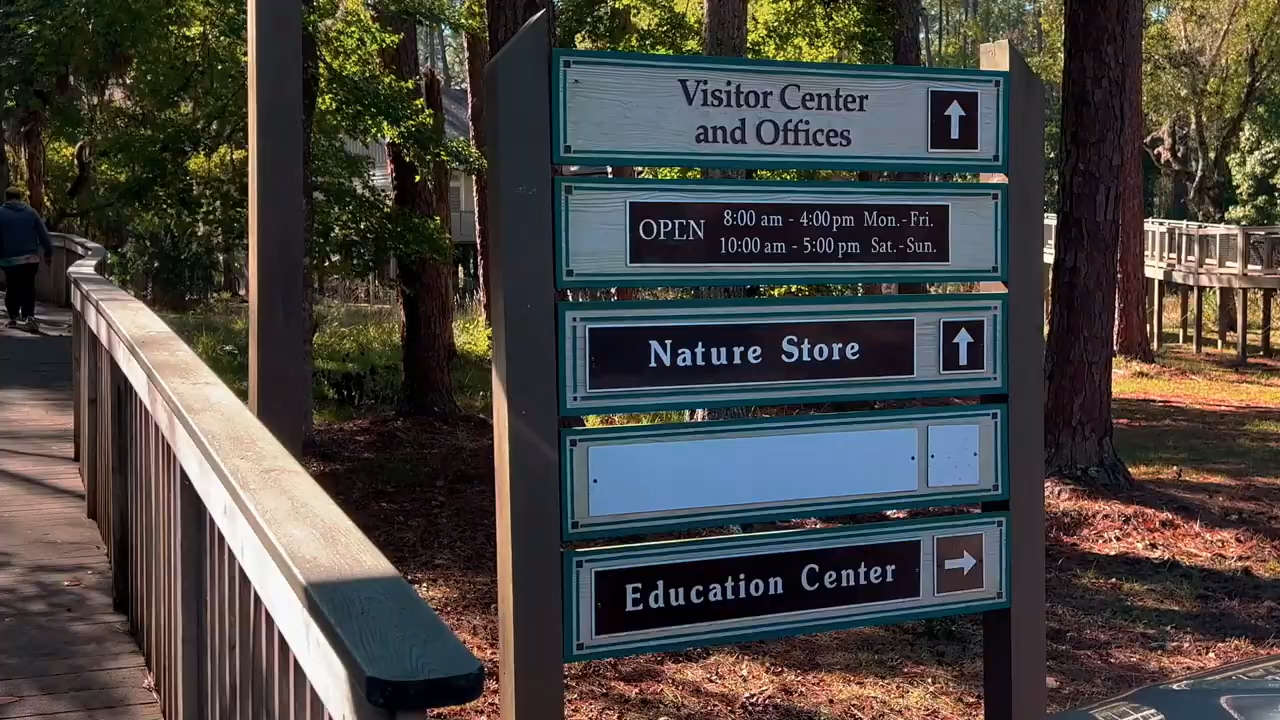 Visitor Center
and Offices
OPEN 8:00 am - 4:00 pm Mon.-Fri.
10:00 am - 5:00 pm Sat.-Sun.
Nature Store
Education Center